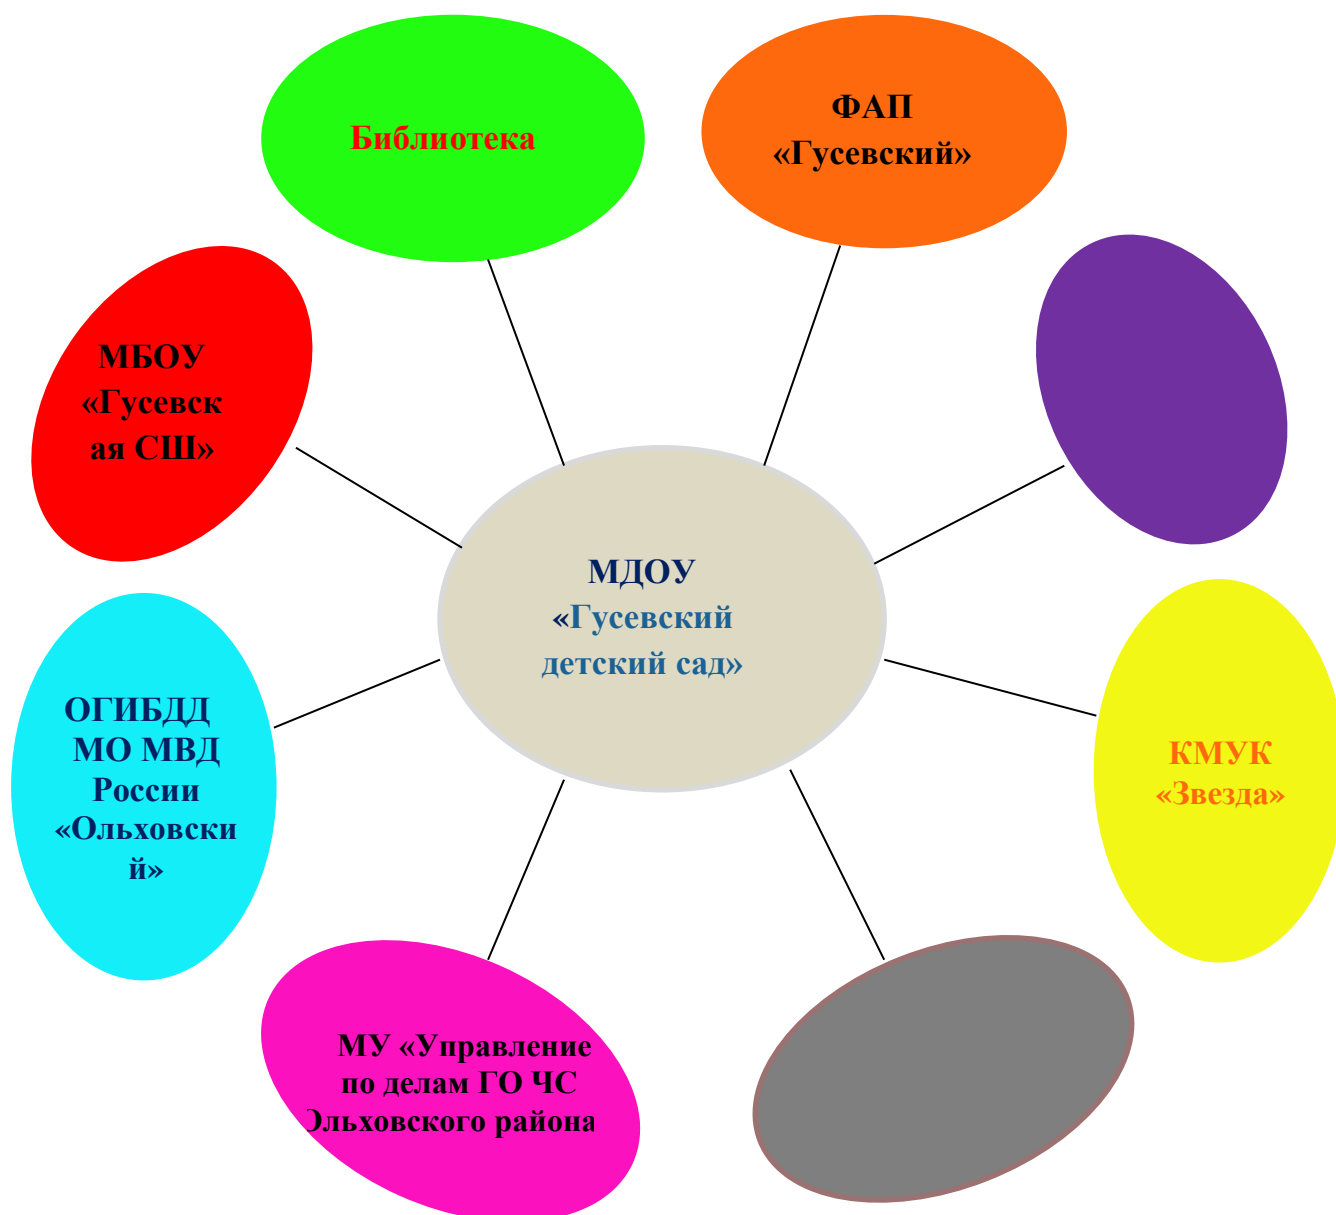 Библиотека
ФАП
«Гусевский»
МБОУ
«Гусевск
ая СШ»
МДОУ
«Гусевский
детский сад»
ОГИБДД
МО МВД
России
«Ольховски
й»
КМУК
«Звезда»
МУ «Управление
по делам ГО ЧС
Ольховского района